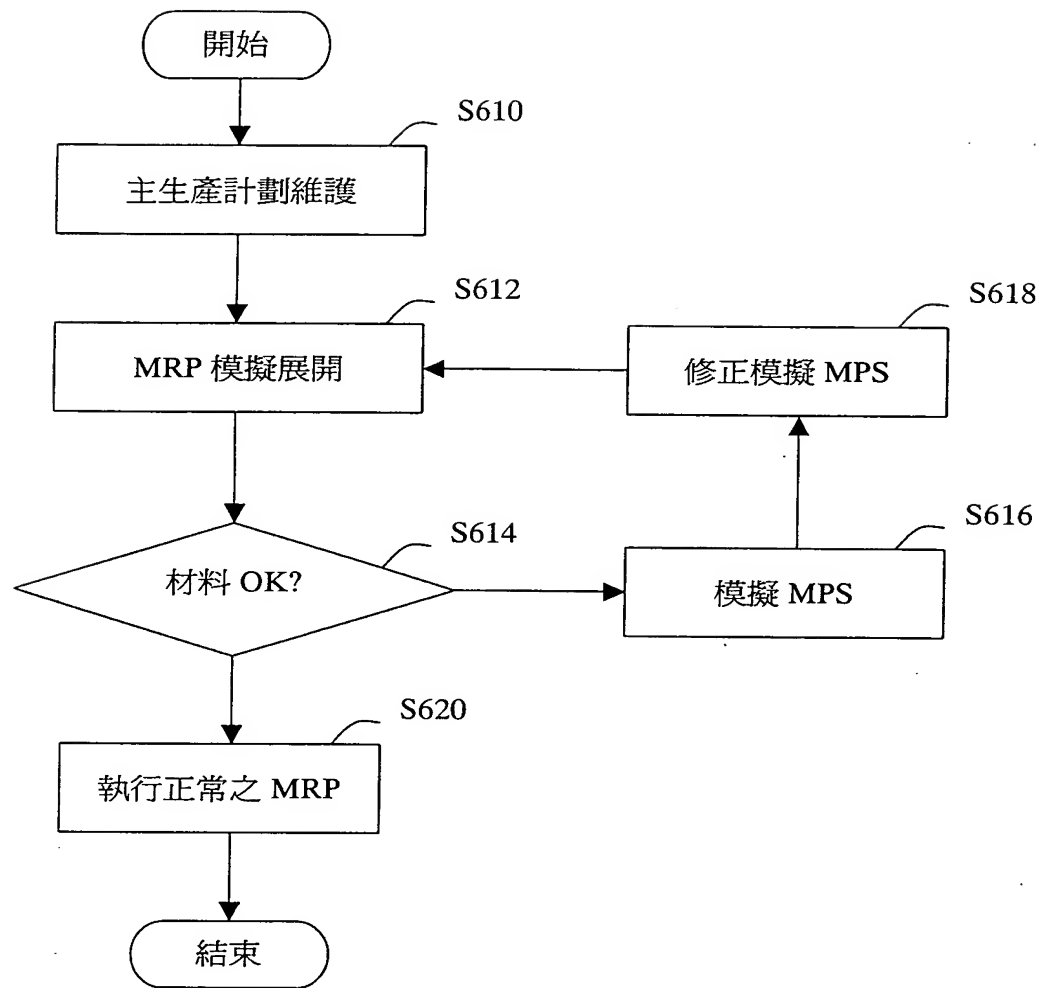 開始
S610
主生產計劃維護
S612
MRP 模擬展開
S618
修正模擬 MPS
S614
材料 OK?
S616
模擬 MPS
S620
執行正常之 MRP
結束